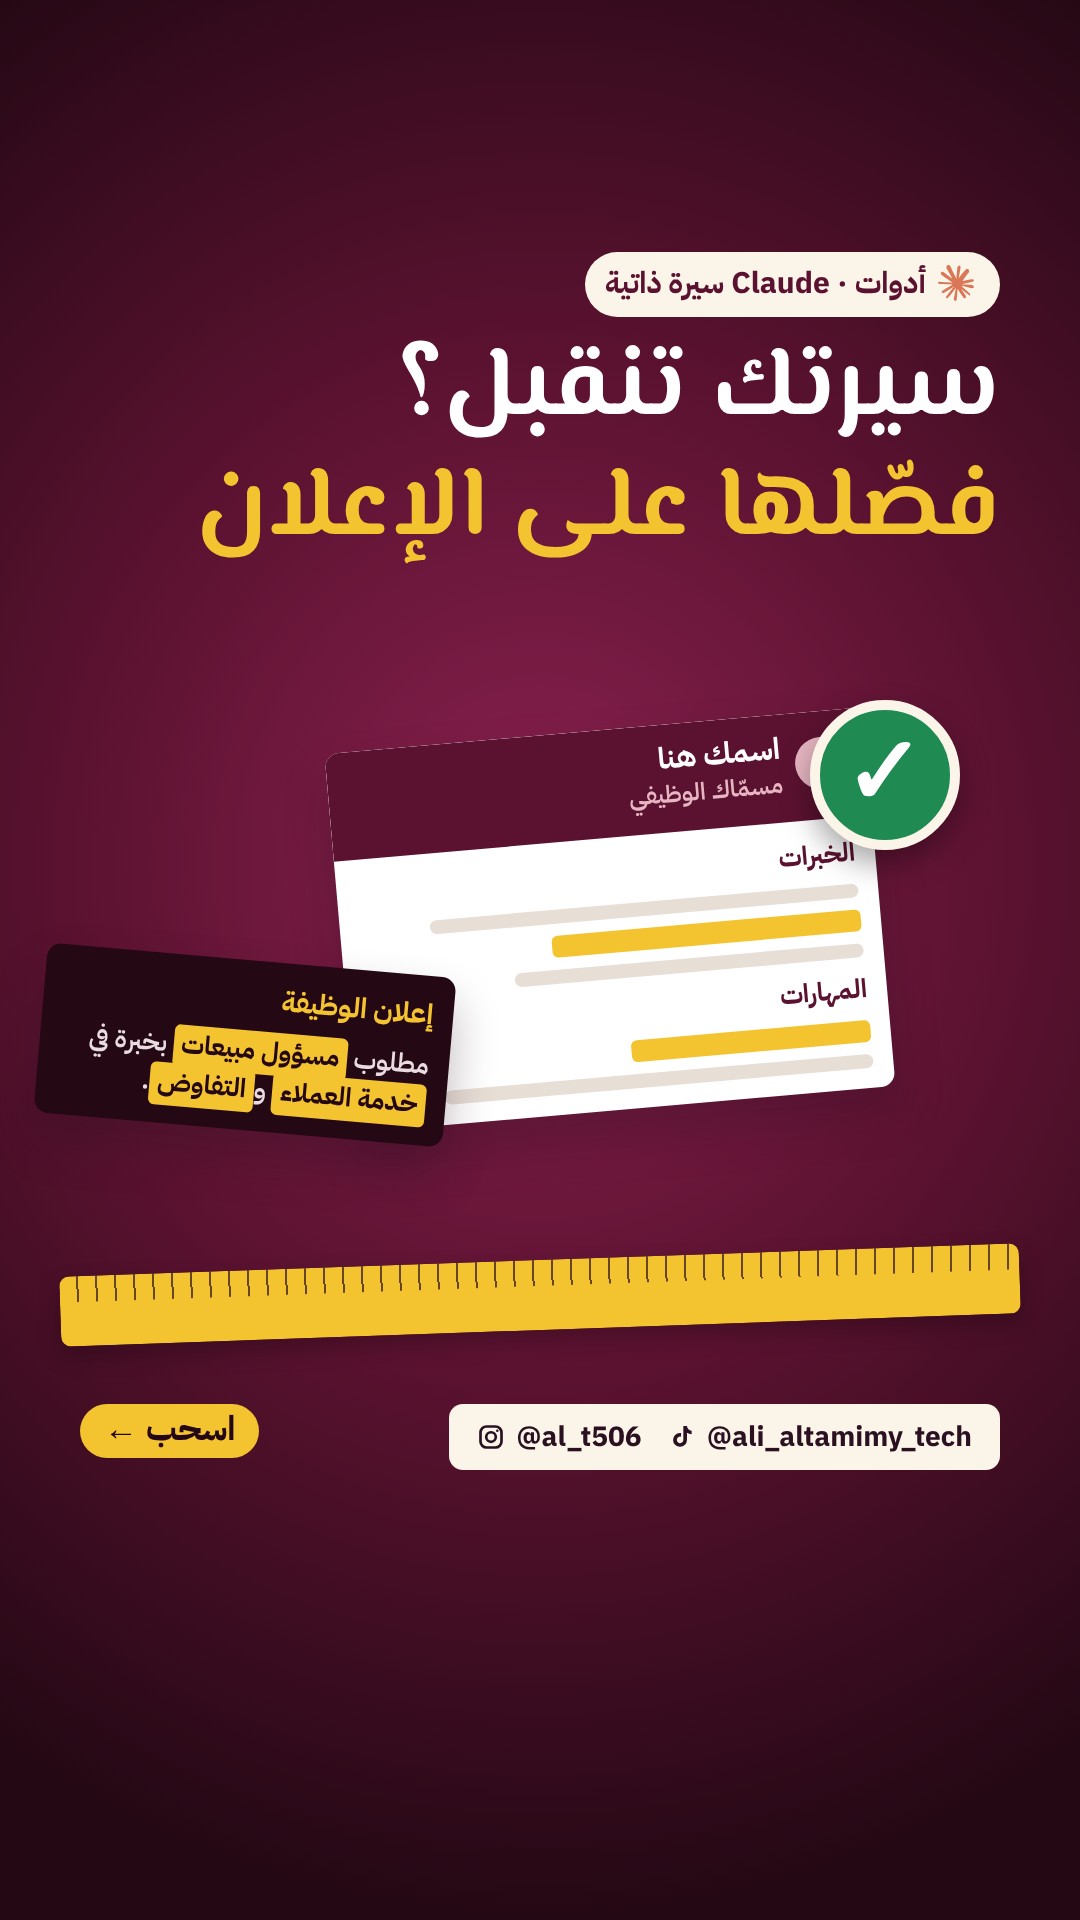 أدوات · Claude سيرة ذاتية
سيرتك تنقبل؟
فصّلها على الإعلان
اسمك هنا
مسمّاك الوظيفي
الخبرات
المهارات
إعلان الوظيفة
مطلوب مسؤول مبيعات بخبرة في
خدمة العملاء و التفاوض.
اسحب ←
@al_t506 @ali_altamimy_tech